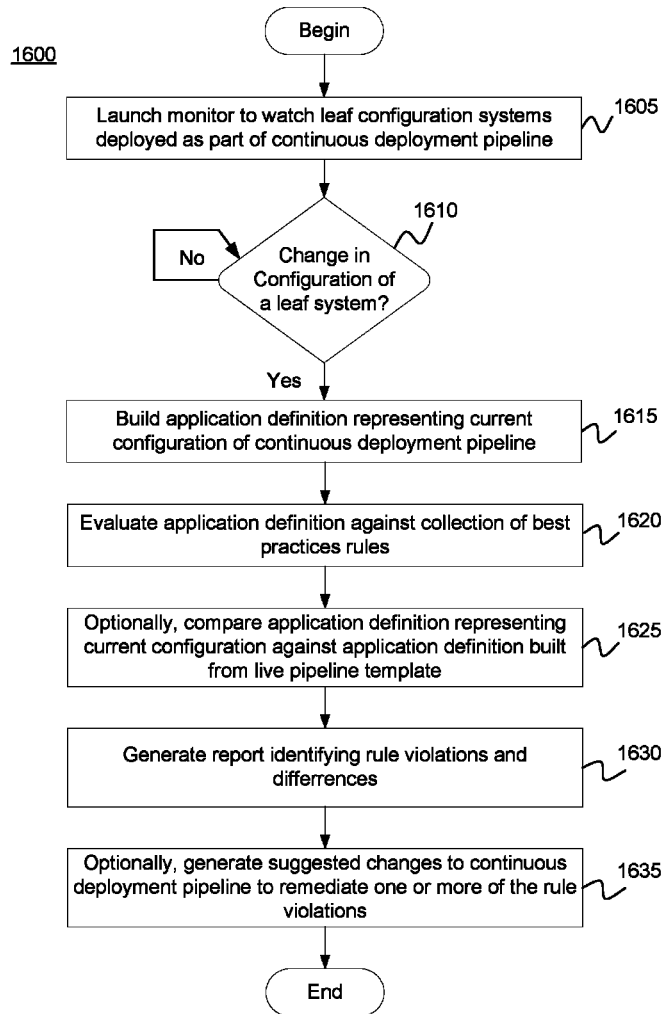 Begin
1600
Launch monitor to watch leaf configuration systems
deployed as part of continuous deployment pipeline
1605
1610
Change in
Configuration of
a leaf system?
No
Yes
Build application definition representing current
configuration of continuous deployment pipeline
1615
Evaluate application definition against collection of best
practices rules
1620
Optionally, compare application definition representing
current configuration against application definition built
from live pipeline template
1625
Generate report identifying rule violations and
differrences
1630
Optionally, generate suggested changes to continuous
deployment pipeline to remediate one or more of the rule
violations
1635
End